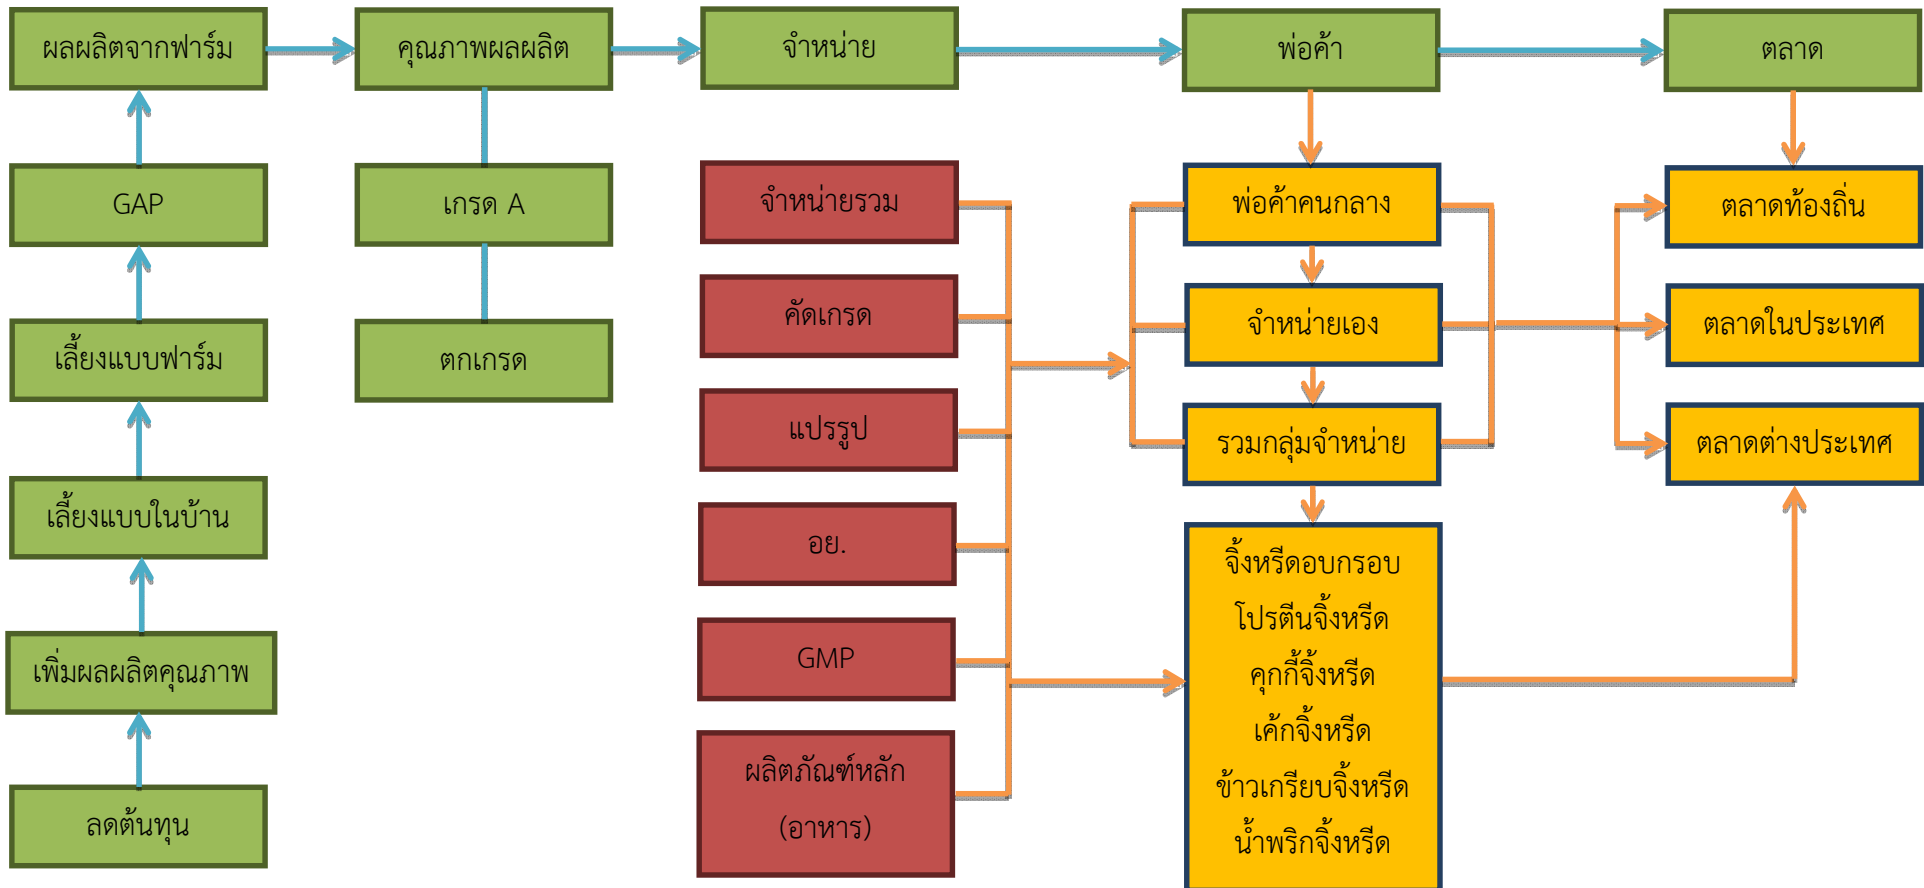 ผลผลิตจากฟาร์ม
คุณภาพผลผลิต
จำหน่าย
พ่อค้า
ตลาด
GAP
เกรด A
จำหน่ายรวม
พ่อค้าคนกลาง
ตลาดท้องถิ่น
คัดเกรด
จำหน่ายเอง
ตลาดในประเทศ
เลี้ยงแบบฟาร์ม
ตกเกรด
แปรรูป
รวมกลุ่มจำหน่าย
ตลาดต่างประเทศ
เลี้ยงแบบในบ้าน
อย.
จิ้งหรีดอบกรอบ
โปรตีนจิ้งหรีด
คุกกี้จิ้งหรีด
เค้กจิ้งหรีด
ข้าวเกรียบจิ้งหรีด
น้ำพริกจิ้งหรีด
เพิ่มผลผลิตคุณภาพ
GMP
ผลิตภัณฑ์หลัก
(อาหาร)
ลดต้นทุน